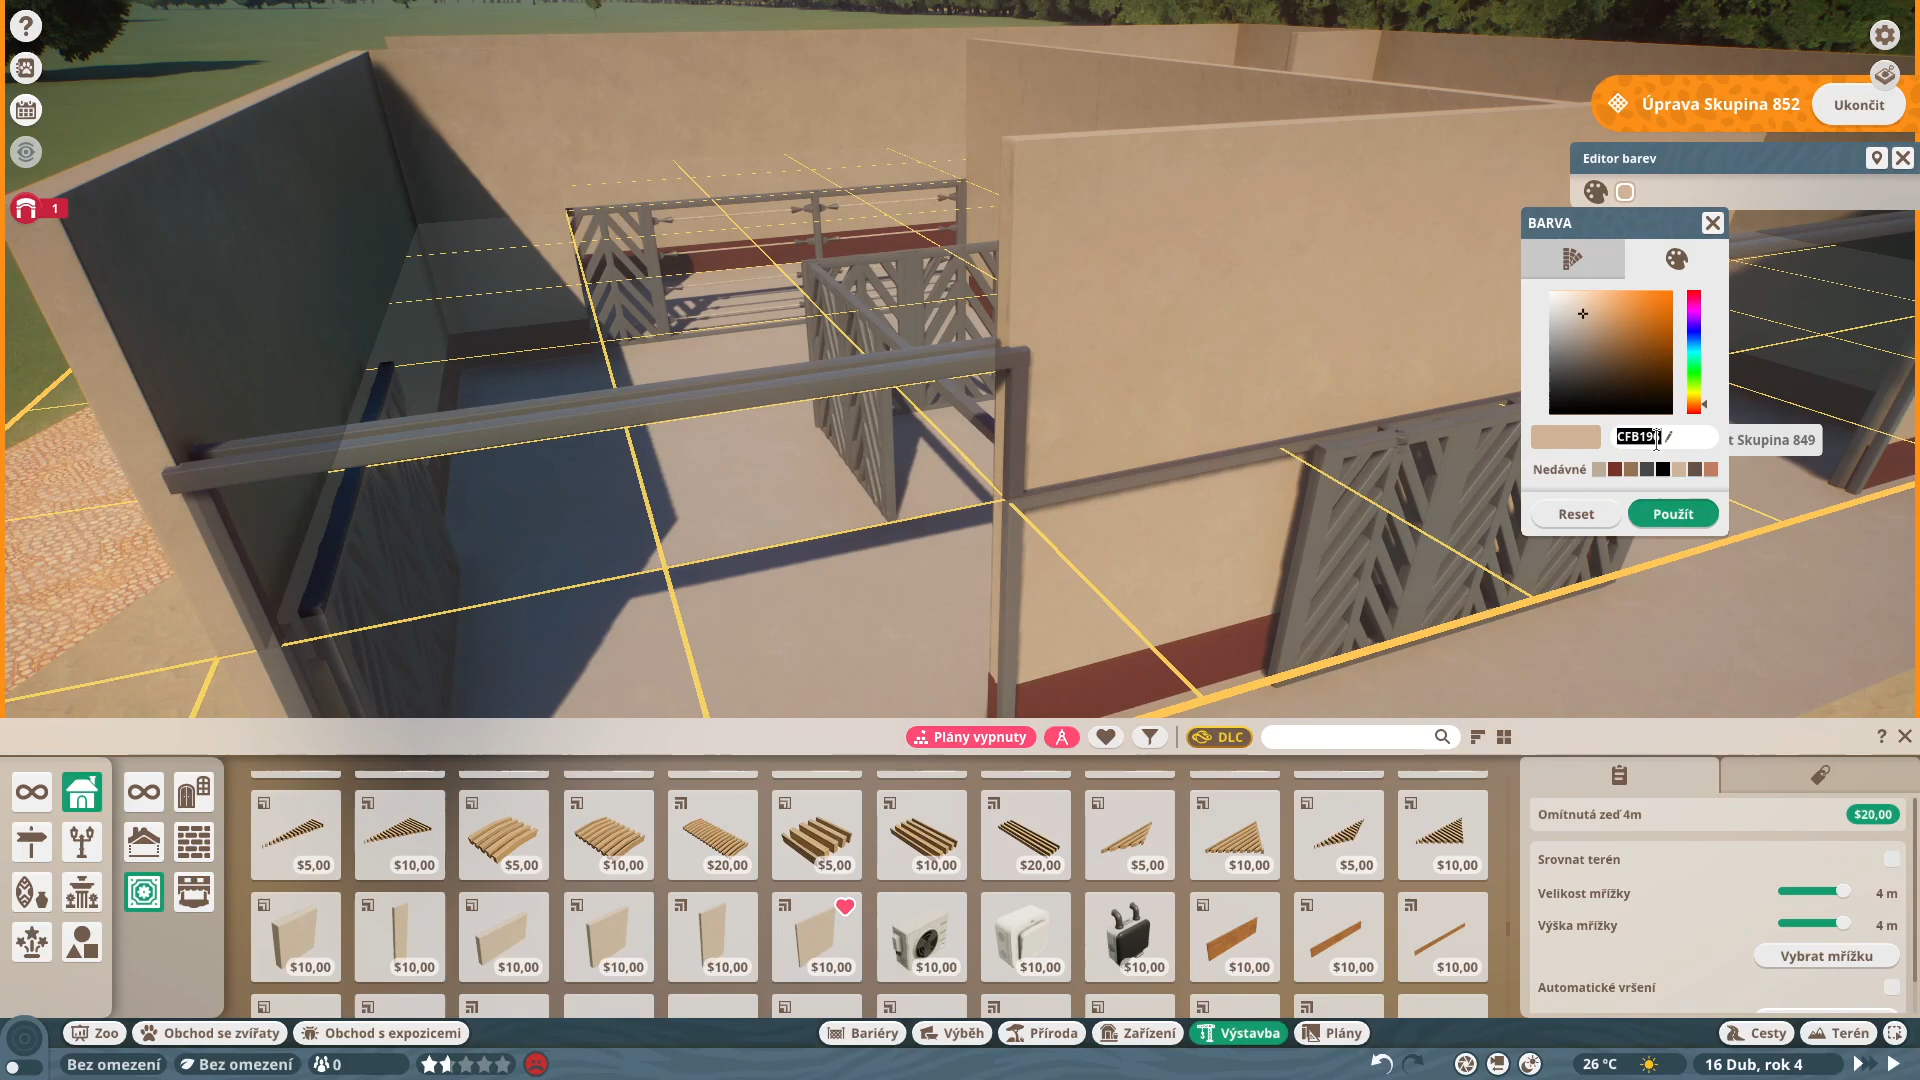 Úprava Skupina 852
Ukončit
1
Editor barev
BARVA
CFB19
t Skupina 849
Nedávné
Reset
Použít
Plány vypnuty
DLC
?
$5,00
$10,00
$5,00
$10,00
$20,00
$5,00
$10,00
$20,00
$5,00
$10,00
$5,00
$10,00
$10,00
$10,00
$10,00
$10,00
$10,00
$10,00
$10,00
$10,00
$10,00
$10,00
$10,00
$10,00
Omítnutá zeď 4m
$20,00
Srovnat terén
Velikost mřížky
4 m
Výška mřížky
4 m
Vybrat mřížku
Automatické vršení
Zoo
Obchod se zvířaty
Obchod s expozicemi
Bariéry
Výběh
Příroda
Zařízení
Výstavba
Plány
Cesty
Terén
Bez omezení
Bez omezení
0
26 °C
16 Dub, rok 4